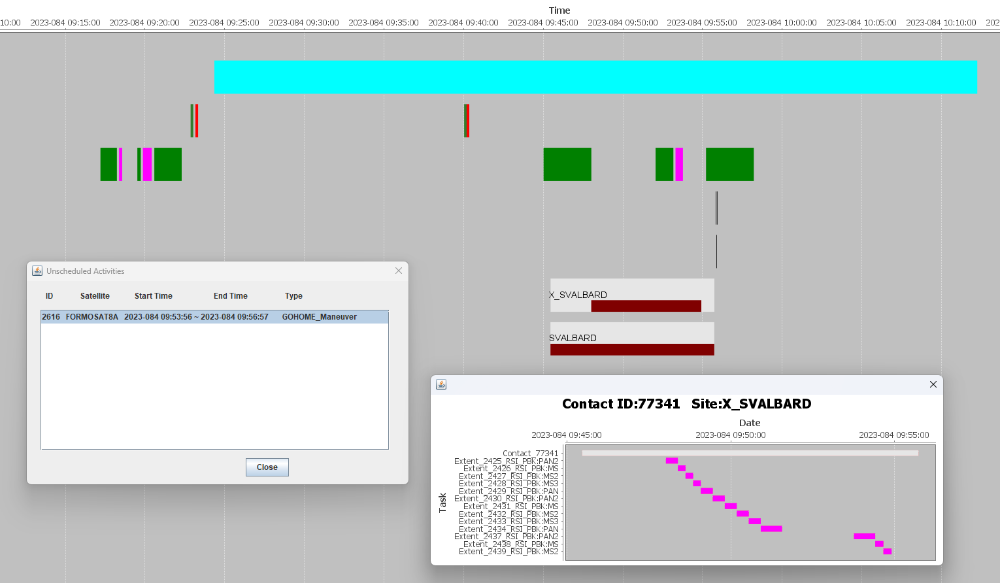 Time
10:00 2023-084 09:15:00 2023-084 09:20:00 2023-084 09:25:00 2023-084 09:30:00 2023-084 09:35:00 2023-084 09:40:00 2023-084 09:45:00 2023-084 09:50:00 2023-084 09:55:00 2023-084 10:00:00 2023-084 10:05:00 2023-084 10:10:00 202
Unscheduled Activities
ID Satellite Start Time End Time Type
2616 FORMOSAT8A 2023-084 09:53:56 ~ 2023-084 09:56:57 GOHOME_Maneuver
Close
X_SVALBARD
SVALBARD
Contact ID:77341 Site:X_SVALBARD
Date
2023-084 09:45:00 2023-084 09:50:00 2023-084 09:55:00
Task
Contact_77341
Extent_2425_RSI_PBK:PAN2
Extent_2426_RSI_PBK:MS
Extent_2427_RSI_PBK:MS2
Extent_2428_RSI_PBK:MS3
Extent_2429_RSI_PBK:PAN
Extent_2430_RSI_PBK:PAN2
Extent_2431_RSI_PBK:MS
Extent_2432_RSI_PBK:MS2
Extent_2433_RSI_PBK:MS3
Extent_2434_RSI_PBK:PAN
Extent_2437_RSI_PBK:PAN2
Extent_2438_RSI_PBK:MS
Extent_2439_RSI_PBK:MS2